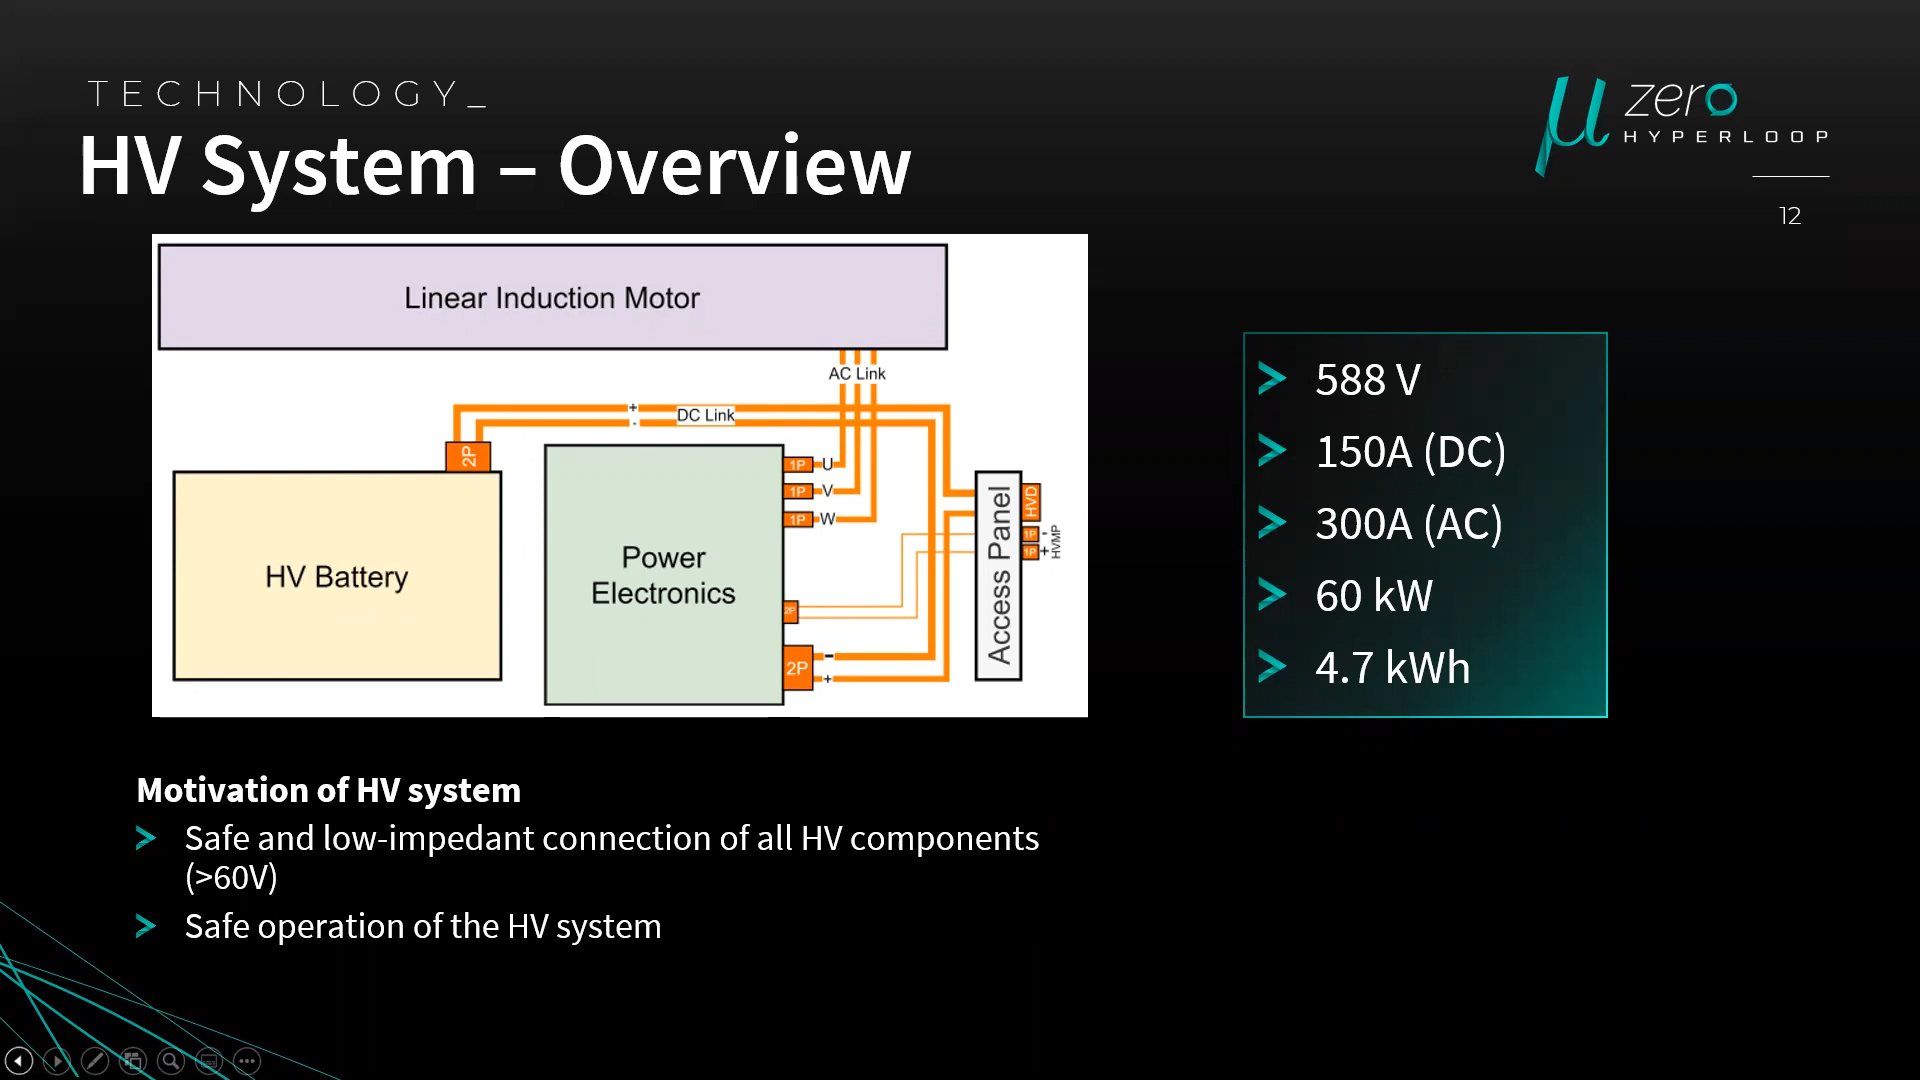 TECHNOLOGY_
HV System – Overview
µ zero
HYPERLOOP
12
Linear Induction Motor
AC Link
+
DC Link
-
2P
1P U
1P V
1P W
HV Battery
Power
Electronics
2P
2P
-
+
Access Panel
HVD
1P -
1P +
HVMP
588 V
150A (DC)
300A (AC)
60 kW
4.7 kWh
Motivation of HV system
Safe and low-impedant connection of all HV components
(>60V)
Safe operation of the HV system